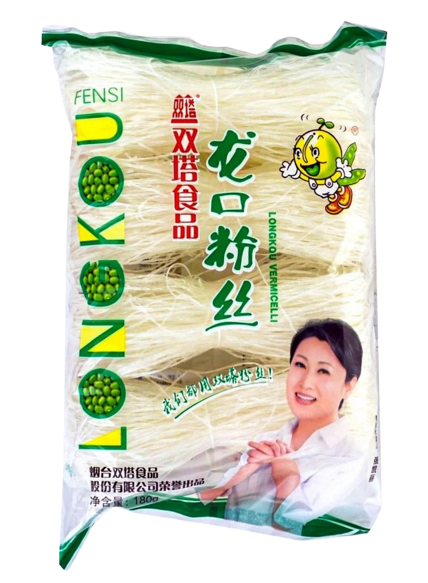 FENSI
LONGKOU
双塔
双塔食品
龙口粉丝
LONGKOU VERMICELLI
我们都用双塔粉丝！
烟台双塔食品
股份有限公司荣誉出品
净含量：180g